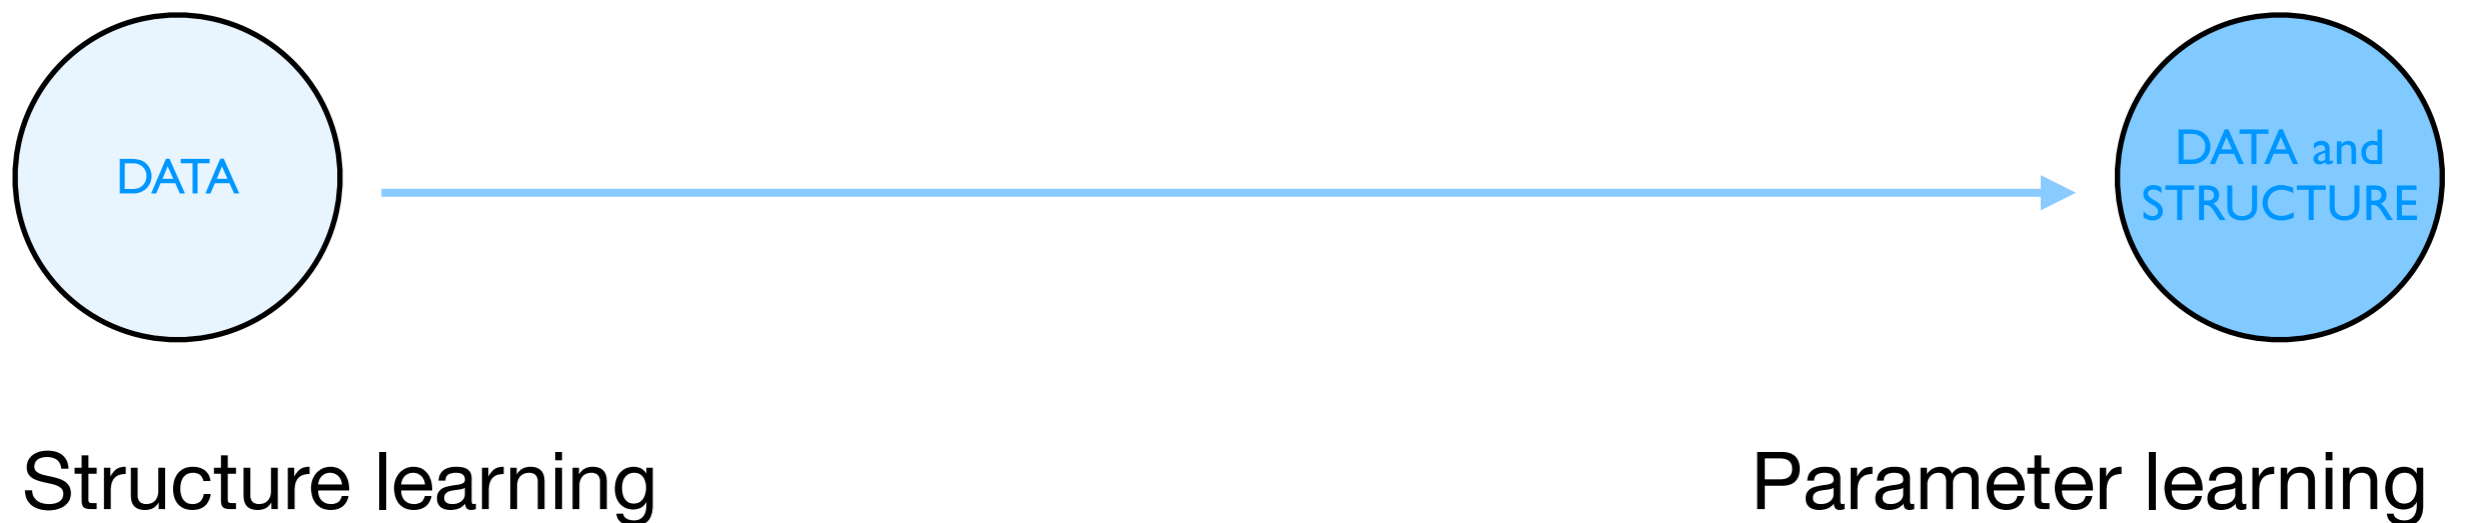 DATA
DATA and
STRUCTURE
Structure learning
Parameter learning